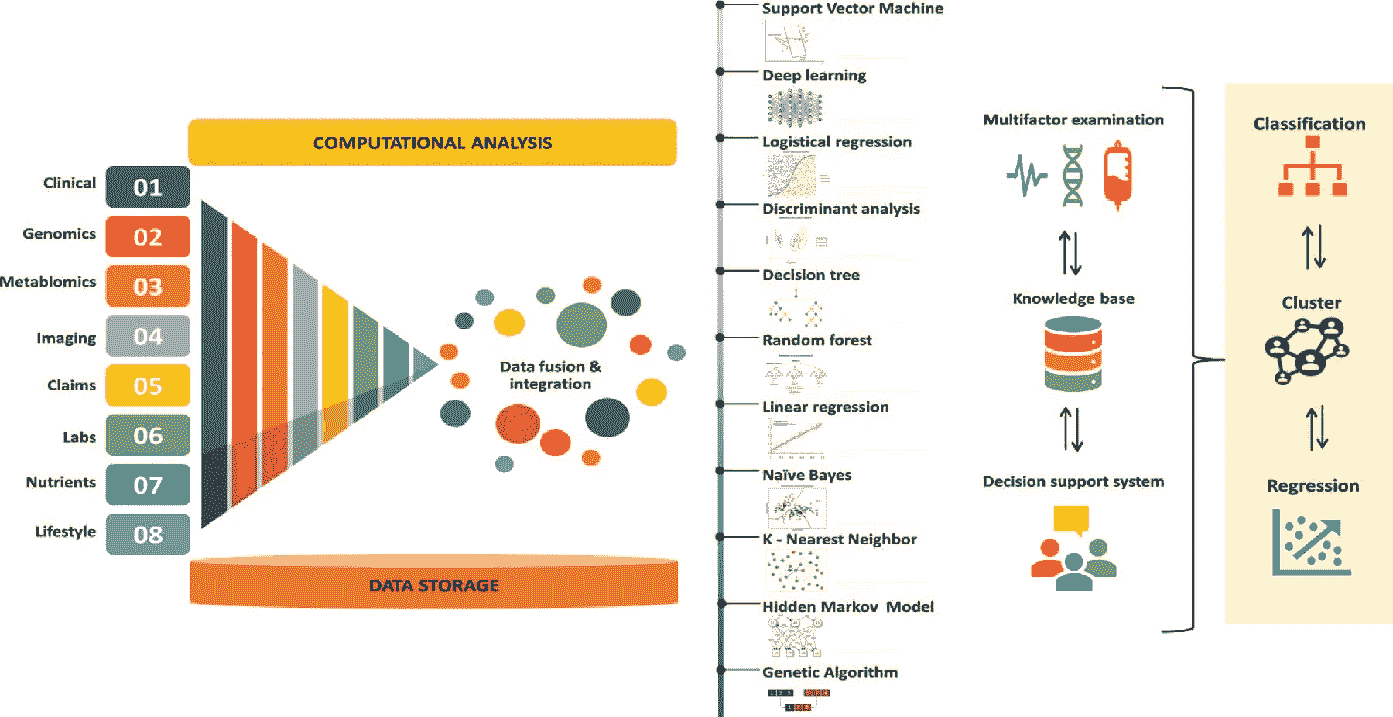 COMPUTATIONAL ANALYSIS
Clinical
01
Genomics
02
Metablomics
03
Imaging
04
Claims
05
Labs
06
Nutrients
07
Lifestyle
08
Data fusion &
integration
DATA STORAGE
Support Vector Machine
Deep learning
Logistical regression
Discriminant analysis
Decision tree
Random forest
Linear regression
Naïve Bayes
K - Nearest Neighbor
Hidden Markov Model
Genetic Algorithm
Multifactor examination
Knowledge base
Decision support system
Classification
Cluster
Regression